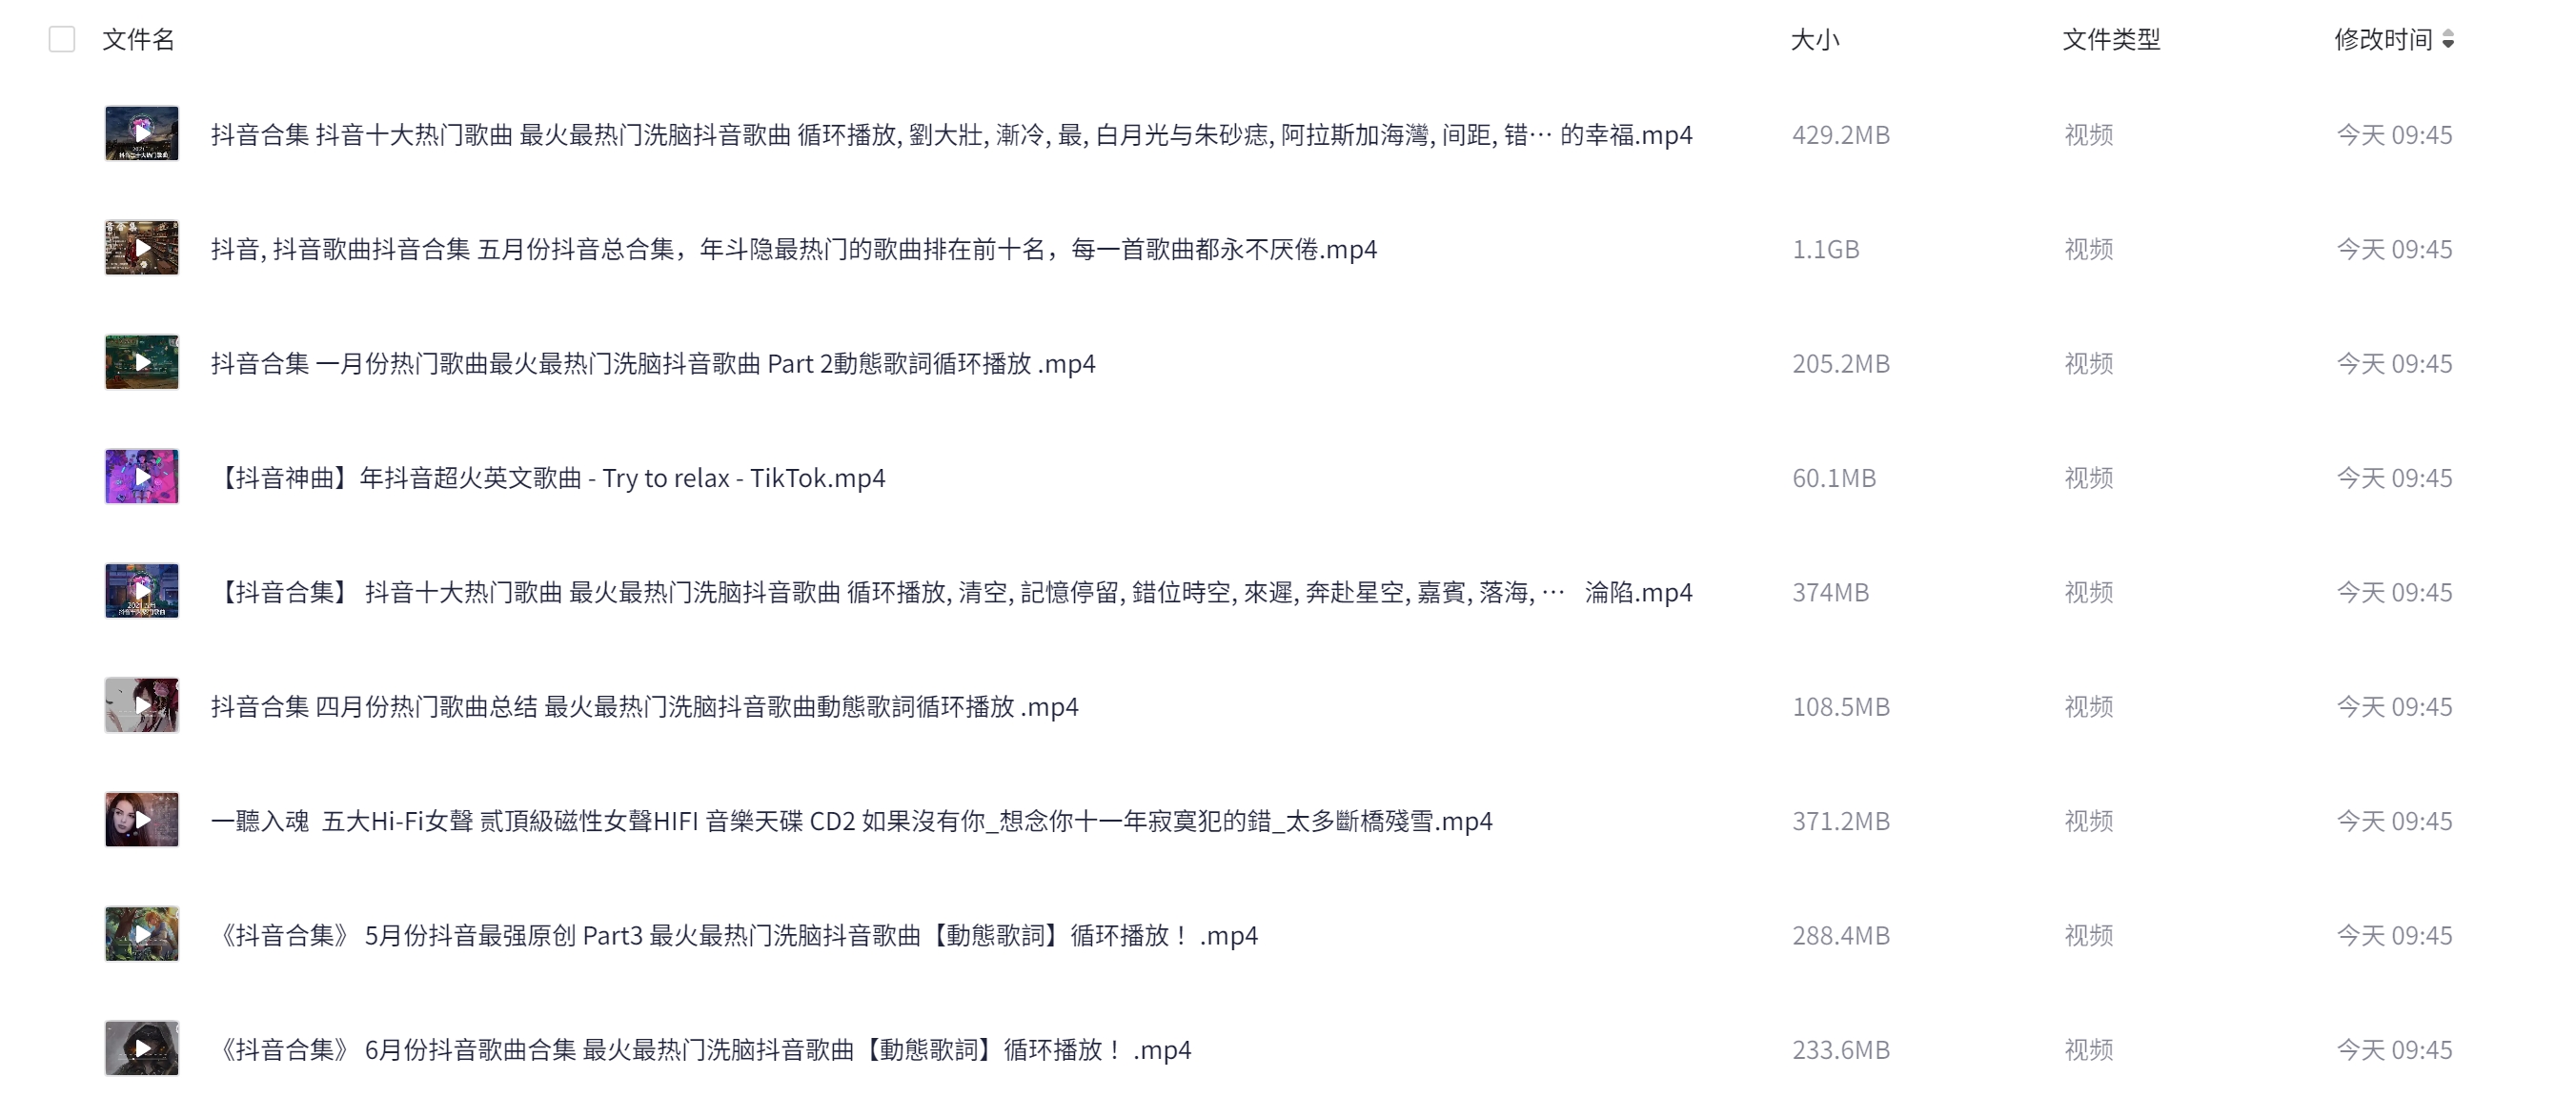 文件名 大小 文件类型 修改时间
抖音合集 抖音十大热门歌曲 最火最热门洗脑抖音歌曲 循环播放, 劉大壯, 漸冷, 最, 白月光与朱砂痣, 阿拉斯加海灣, 间距, 错··· 的幸福.mp4 429.2MB 视频 今天 09:45
抖音, 抖音歌曲抖音合集 五月份抖音总合集，年斗隐最热门的歌曲排在前十名，每一首歌曲都永不厌倦.mp4 1.1GB 视频 今天 09:45
抖音合集 一月份热门歌曲最火最热门洗脑抖音歌曲 Part 2動態歌詞循环播放 .mp4 205.2MB 视频 今天 09:45
【抖音神曲】年抖音超火英文歌曲 - Try to relax - TikTok.mp4 60.1MB 视频 今天 09:45
【抖音合集】 抖音十大热门歌曲 最火最热门洗脑抖音歌曲 循环播放, 清空, 記憶停留, 錯位時空, 來遲, 奔赴星空, 嘉賓, 落海, ··· 淪陷.mp4 374MB 视频 今天 09:45
抖音合集 四月份热门歌曲总结 最火最热门洗脑抖音歌曲動態歌詞循环播放 .mp4 108.5MB 视频 今天 09:45
一聽入魂 五大Hi-Fi女聲 贰頂級磁性女聲HIFI 音樂天碟 CD2 如果沒有你_想念你十一年寂寞犯的錯_太多斷橋殘雪.mp4 371.2MB 视频 今天 09:45
《抖音合集》 5月份抖音最强原创 Part3 最火最热门洗脑抖音歌曲【動態歌詞】循环播放！ .mp4 288.4MB 视频 今天 09:45
《抖音合集》 6月份抖音歌曲合集 最火最热门洗脑抖音歌曲【動態歌詞】循环播放！ .mp4 233.6MB 视频 今天 09:45